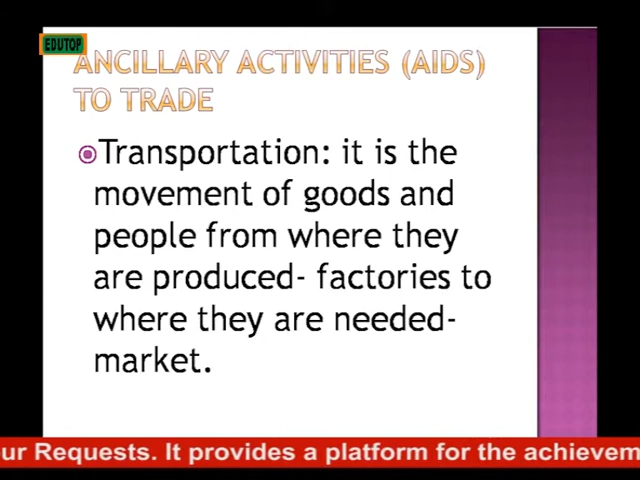 EDUTOP
ANCILLARY ACTIVITIES (AIDS)
TO TRADE
Transportation: it is the
movement of goods and
people from where they
are produced- factories to
where they are needed-
market.
ur Requests. It provides a platform for the achievem